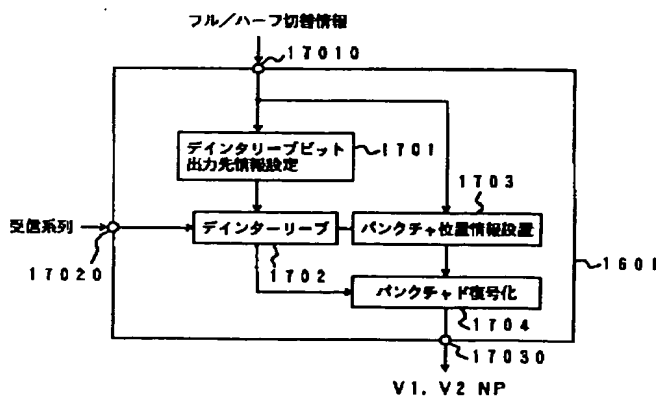 フル／ハーフ切替情報
17010
デインタリーブビット
出力先情報設定
1701
1703
受信系列
デインターリーブ
パンクチャ位置情報設置
17020
1702
1601
パンクチャド復号化
1704
17030
V1, V2 NP